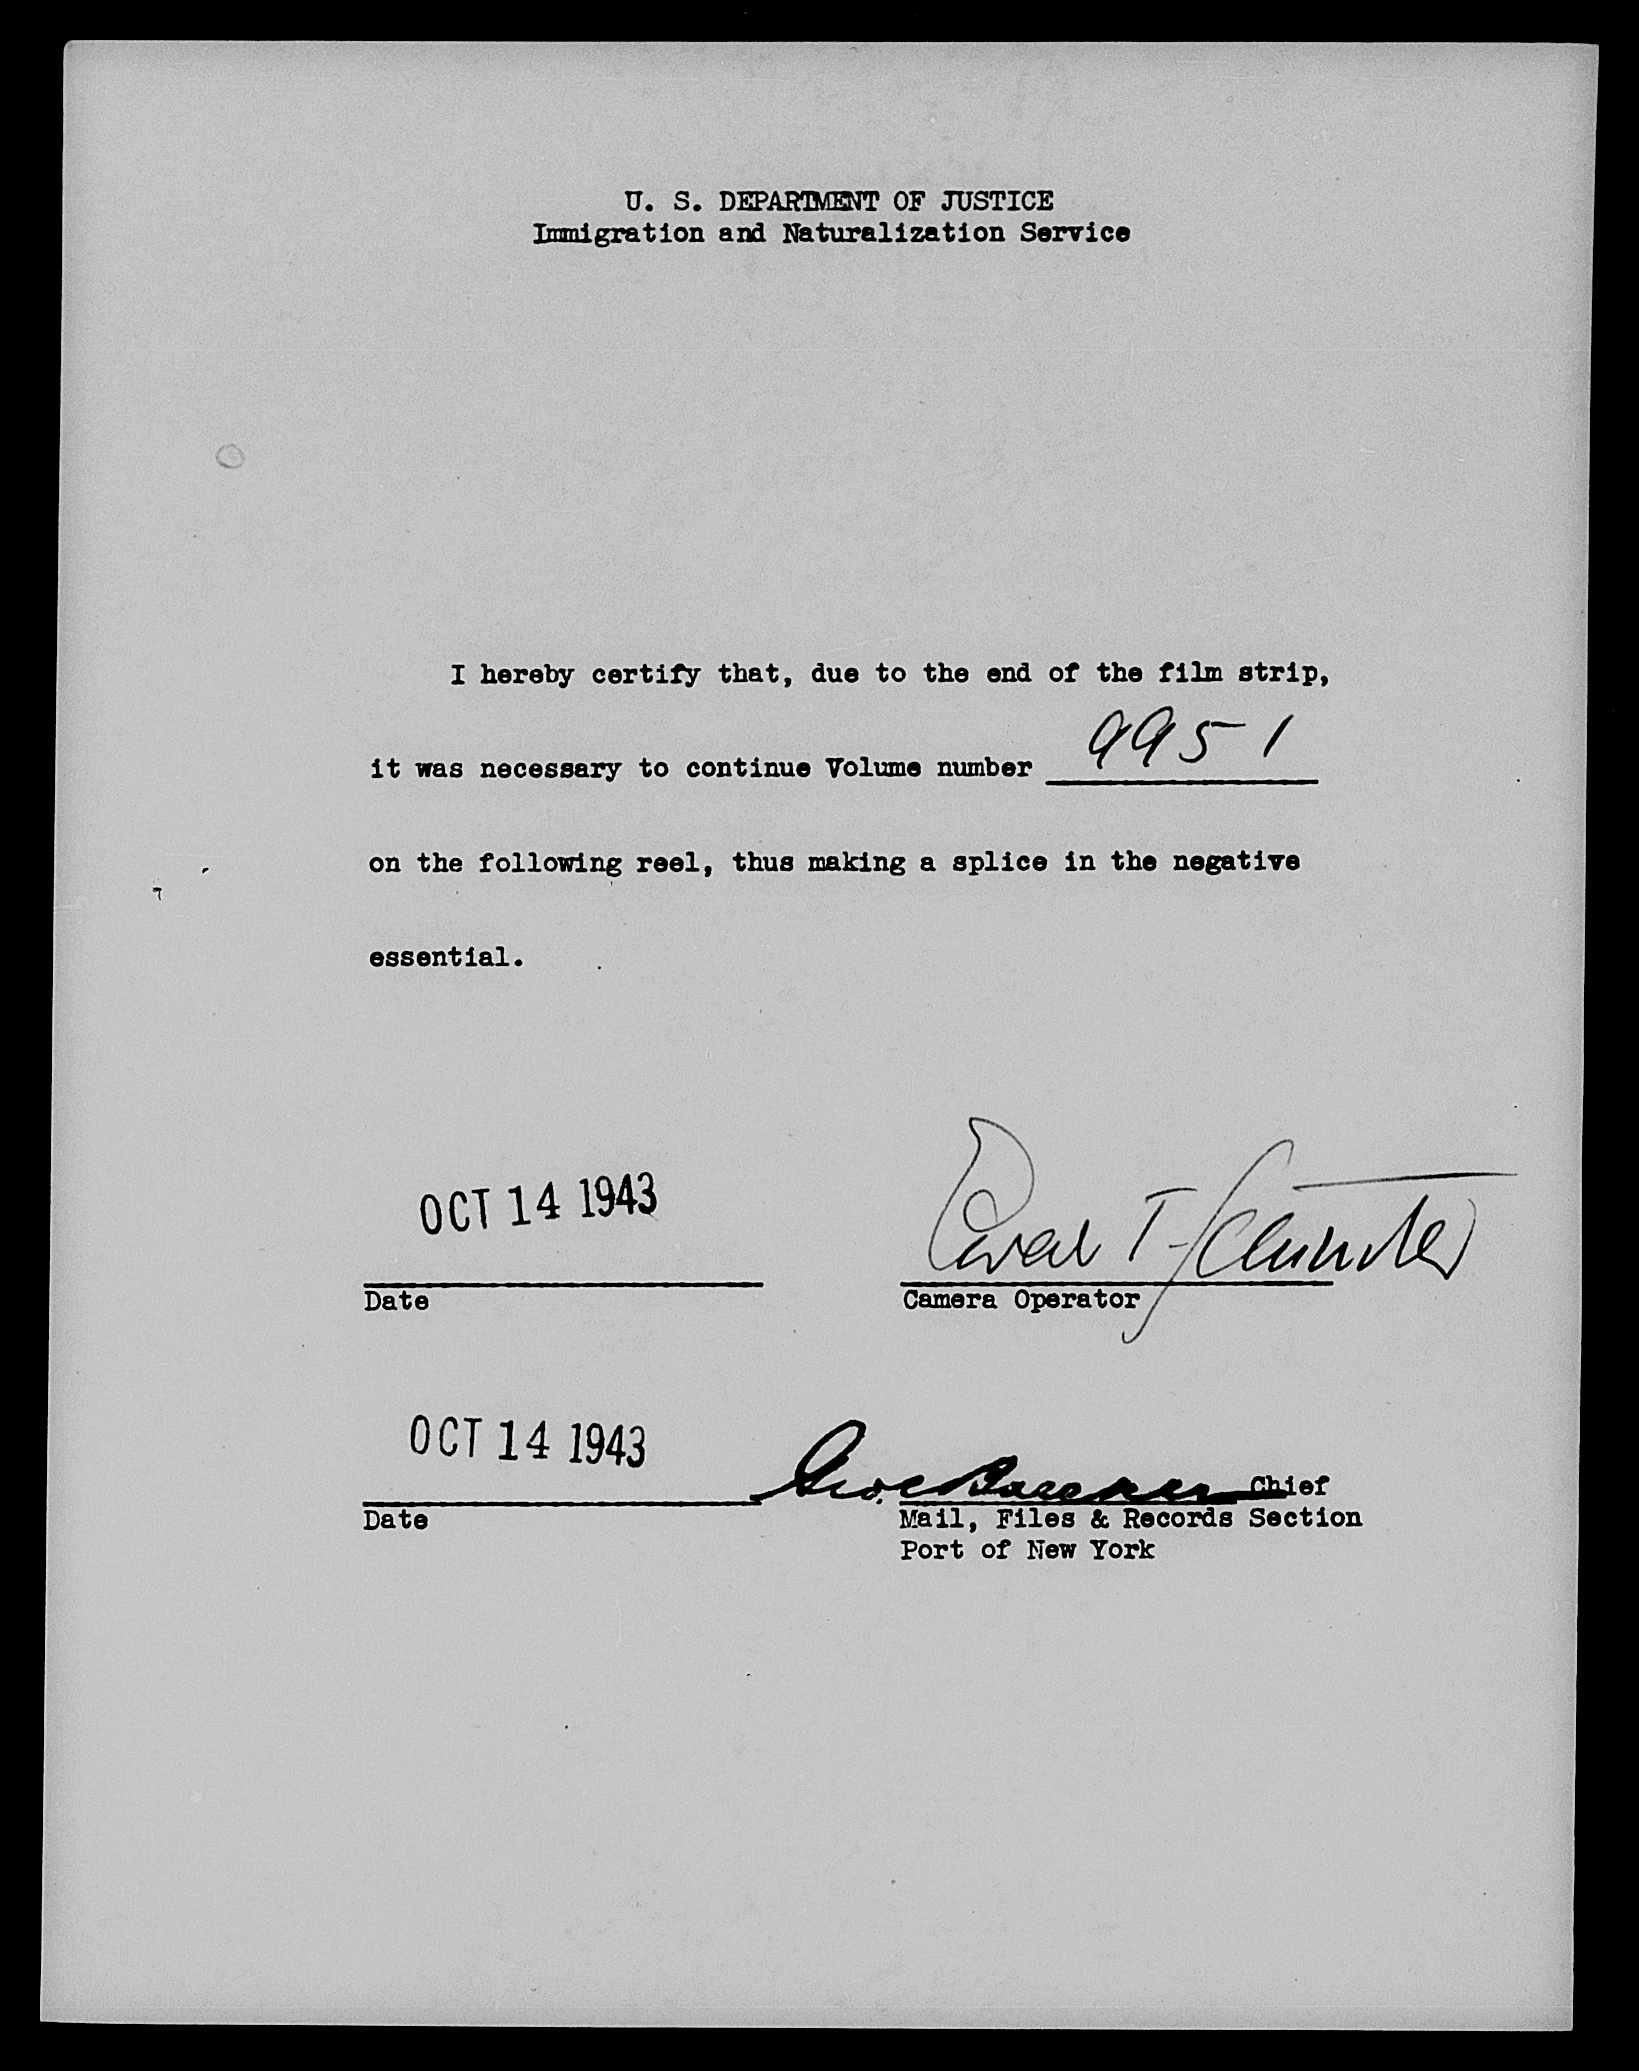 U. S. DEPARTMENT OF JUSTICE
Immigration and Naturalization Service
I hereby certify that, due to the end of the film strip,
it was necessary to continue Volume number 9951
on the following reel, thus making a splice in the negative
essential.
OCT 14 1943
Date
Camera Operator
OCT 14 1943
Chief
Date
Mail, Files & Records Section
Port of New York